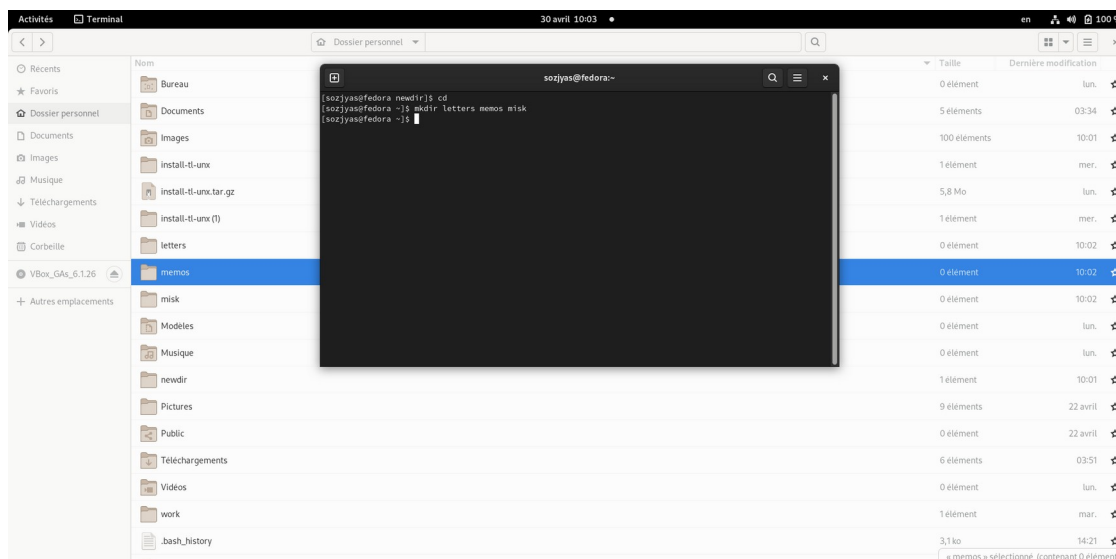 Activités Terminal 30 avril 10:03 en 100 %
Dossier personnel
Récents
Favoris
Dossier personnel
Documents
Images
Musique
Téléchargements
Vidéos
Corbeille
VBox_GAs_6.1.26
+ Autres emplacements
Nom Taille Dernière modification
Bureau 0 élément lun.
Documents 5 éléments 03:34
Images 100 éléments 10:01
install-tl-unx 1 élément mer.
install-tl-unx.tar.gz 5,8 Mo lun.
install-tl-unx (1) 1 élément mer.
letters 0 élément 10:02
memos 0 élément 10:02
misk 0 élément 10:02
Modèles 0 élément lun.
Musique 0 élément lun.
newdir 1 élément 10:01
Pictures 9 éléments 22 avril
Public 0 élément 22 avril
Téléchargements 6 éléments 03:51
Vidéos 0 élément lun.
work 1 élément mar.
.bash_history 3,1 ko 14:21
« memos » sélectionné (contenant 0 élément
sozjyas@fedora:~
[sozjyas@fedora newdir]$ cd
[sozjyas@fedora ~]$ mkdir letters memos misk
[sozjyas@fedora ~]$